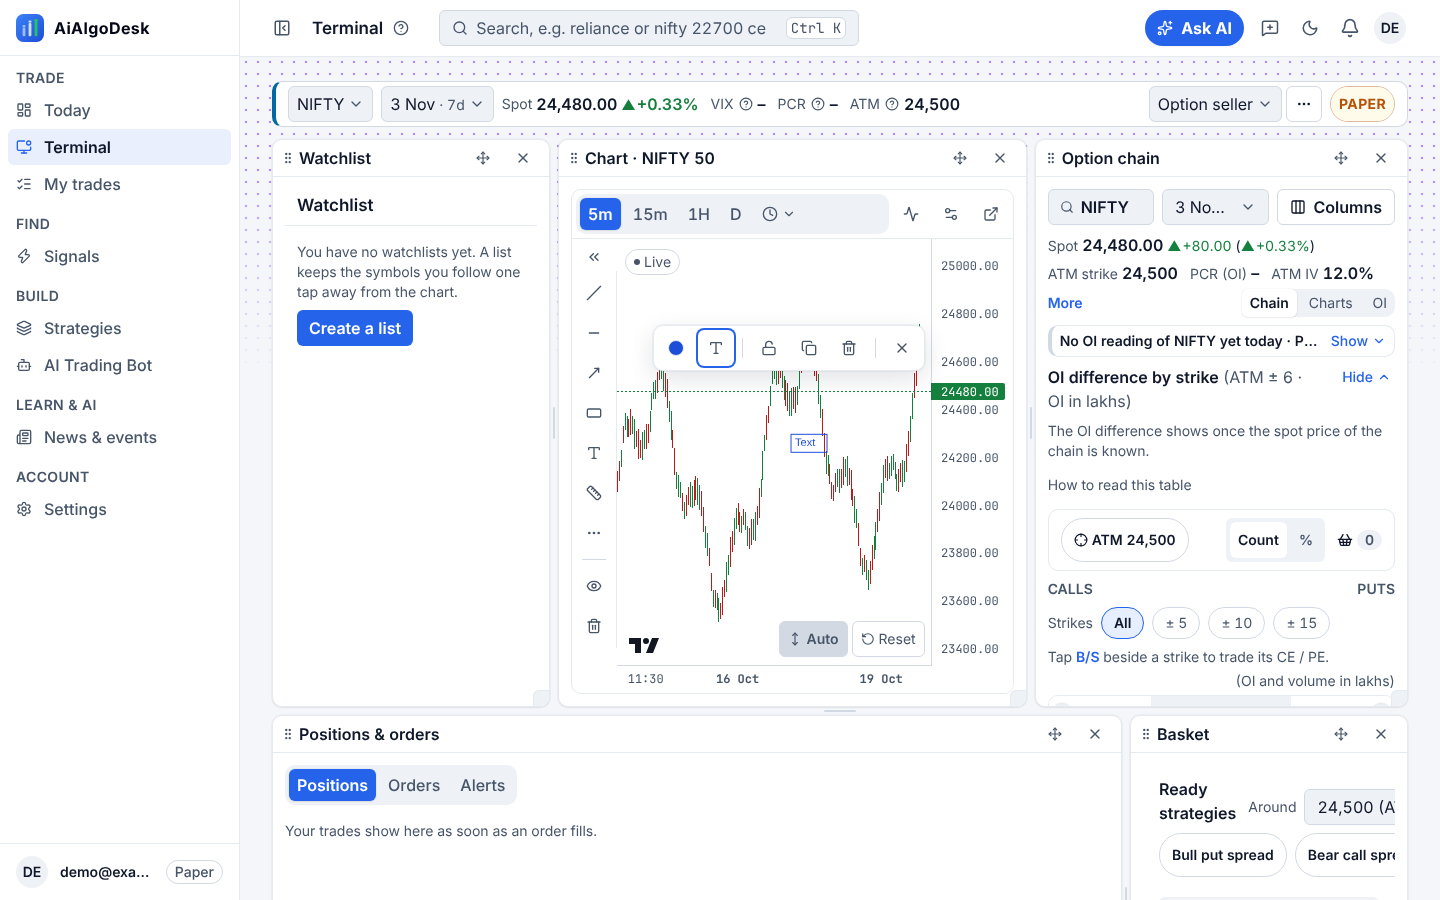 AiAlgoDesk
Terminal
Search, e.g. reliance or nifty 22700 ce
Ctrl K
Ask AI
DE
TRADE
Today
Terminal
My trades
FIND
Signals
BUILD
Strategies
AI Trading Bot
LEARN & AI
News & events
ACCOUNT
Settings
DE demo@exa... Paper
NIFTY 3 Nov · 7d Spot 24,480.00 ▲+0.33% VIX – PCR – ATM 24,500 Option seller ... PAPER
Watchlist
Watchlist
You have no watchlists yet. A list
keeps the symbols you follow one
tap away from the chart.
Create a list
Chart · NIFTY 50
5m 15m 1H D
Live
T
Text
25000.00
24800.00
24600.00
24480.00
24400.00
24200.00
24000.00
23800.00
23600.00
23400.00
Auto Reset
11:30 16 Oct 19 Oct
Option chain
NIFTY 3 No... Columns
Spot 24,480.00 ▲+80.00 (▲+0.33%)
ATM strike 24,500 PCR (OI) – ATM IV 12.0%
More Chain Charts OI
No OI reading of NIFTY yet today · P... Show
OI difference by strike (ATM ± 6 · Hide
OI in lakhs)
The OI difference shows once the spot price of the
chain is known.
How to read this table
ATM 24,500 Count % 0
CALLS PUTS
Strikes All ± 5 ± 10 ± 15
Tap B/S beside a strike to trade its CE / PE.
(OI and volume in lakhs)
Positions & orders
Positions Orders Alerts
Your trades show here as soon as an order fills.
Basket
Ready
strategies Around 24,500 (A
Bull put spread Bear call spre